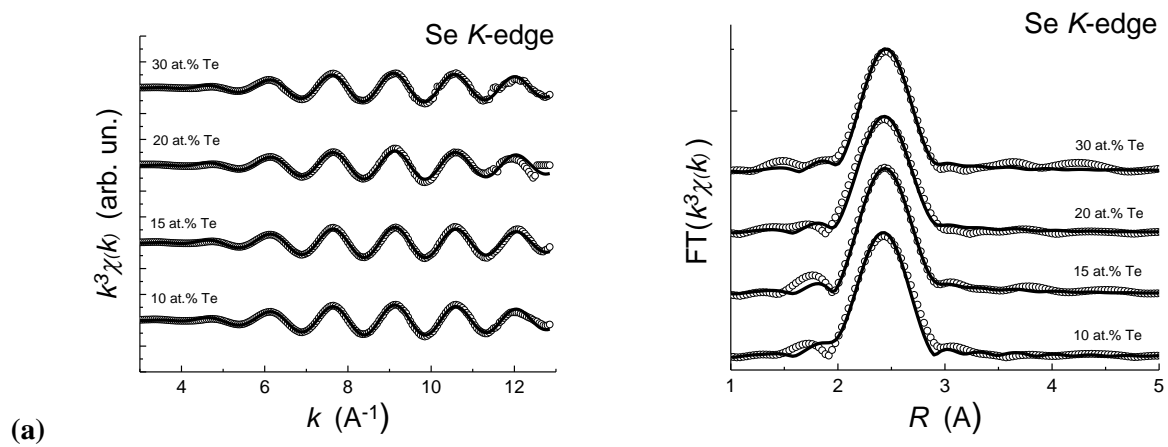 Se K-edge
30 at.% Te
20 at.% Te
15 at.% Te
10 at.% Te
k³χ(k) (arb. un.)
4 6 8 10 12
k (A⁻¹)
Se K-edge
30 at.% Te
20 at.% Te
15 at.% Te
10 at.% Te
FT(k³χ(k))
1 2 3 4 5
R (A)
(a)